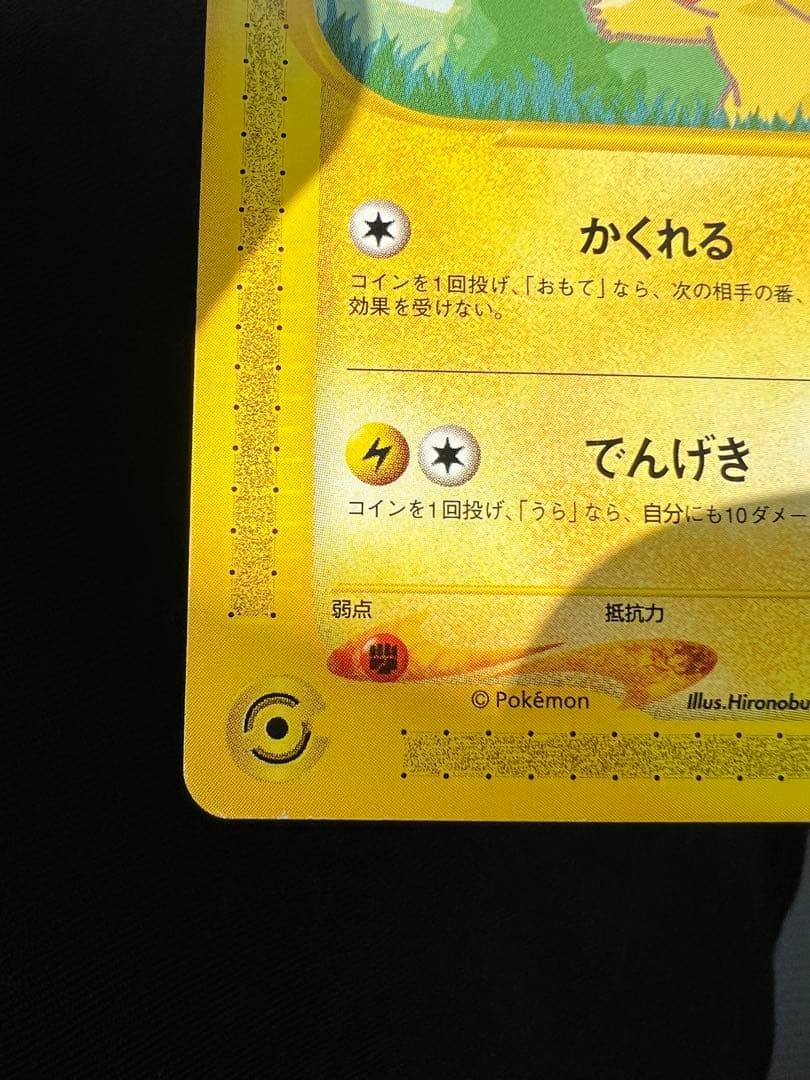 かくれる
コインを1回投げ、「おもて」なら、次の相手の番、
効果を受けない。
でんげき
コインを1回投げ、「うら」なら、自分にも10ダメー
弱点 抵抗力
© Pokémon Illus.Hironobu